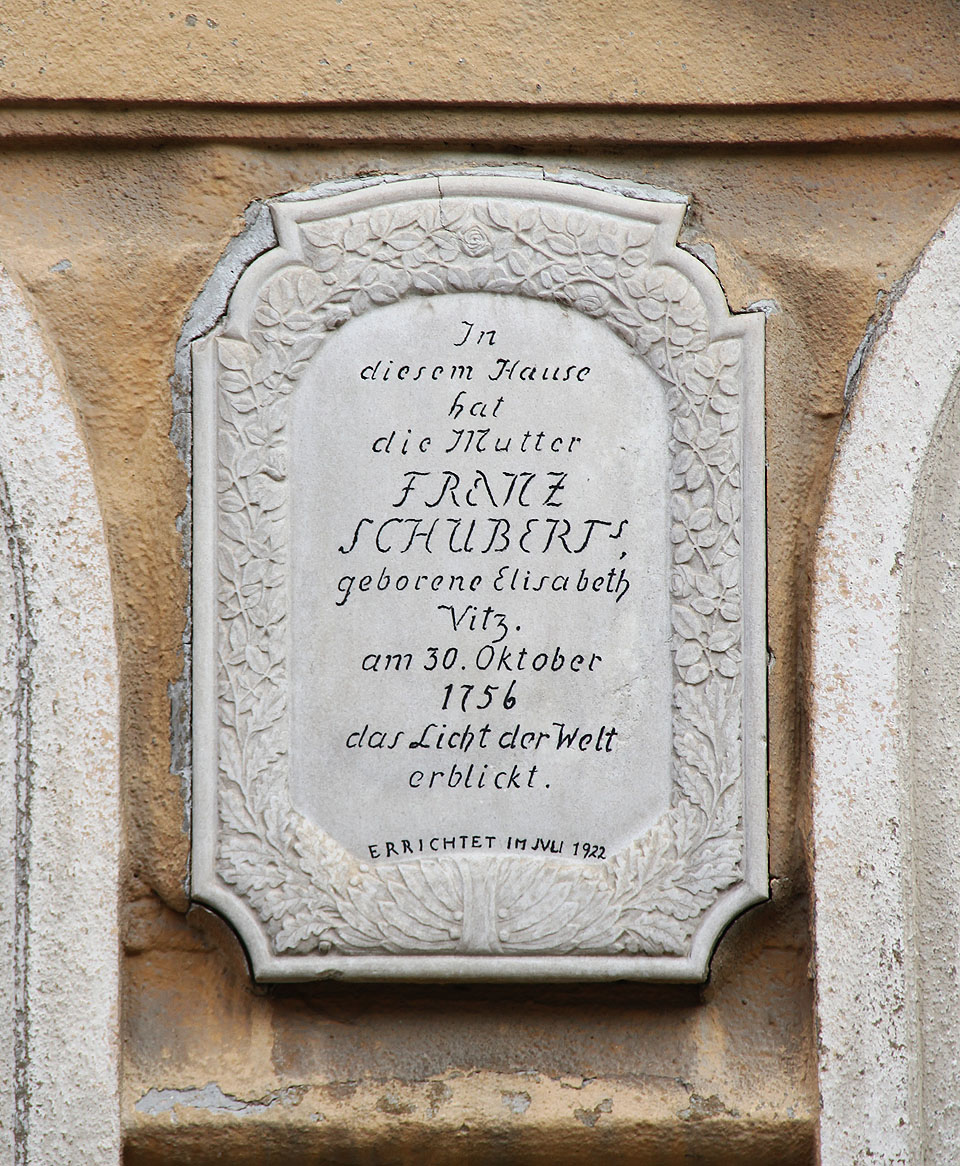 In
diesem Hause
hat
die Mutter
FRANZ
SCHUBERTs,
geborene Elisabeth
Vitz.
am 30. Oktober
1756
das Licht der Welt
erblickt.
ERRICHTET IM JULI 1922